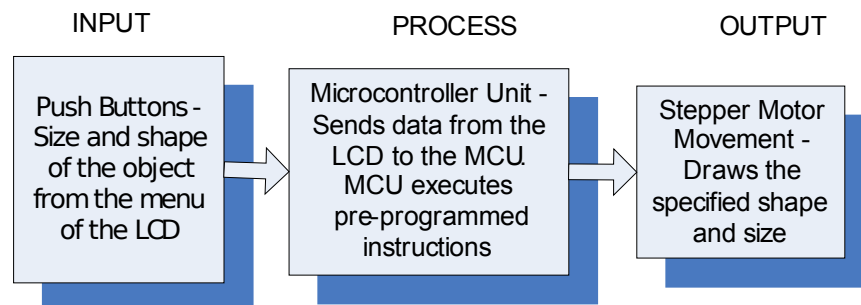 INPUT
Push Buttons -
Size and shape
of the object
from the menu
of the LCD
PROCESS
Microcontroller Unit -
Sends data from the
LCD to the MCU.
MCU executes
pre-programmed
instructions
OUTPUT
Stepper Motor
Movement -
Draws the
specified shape
and size